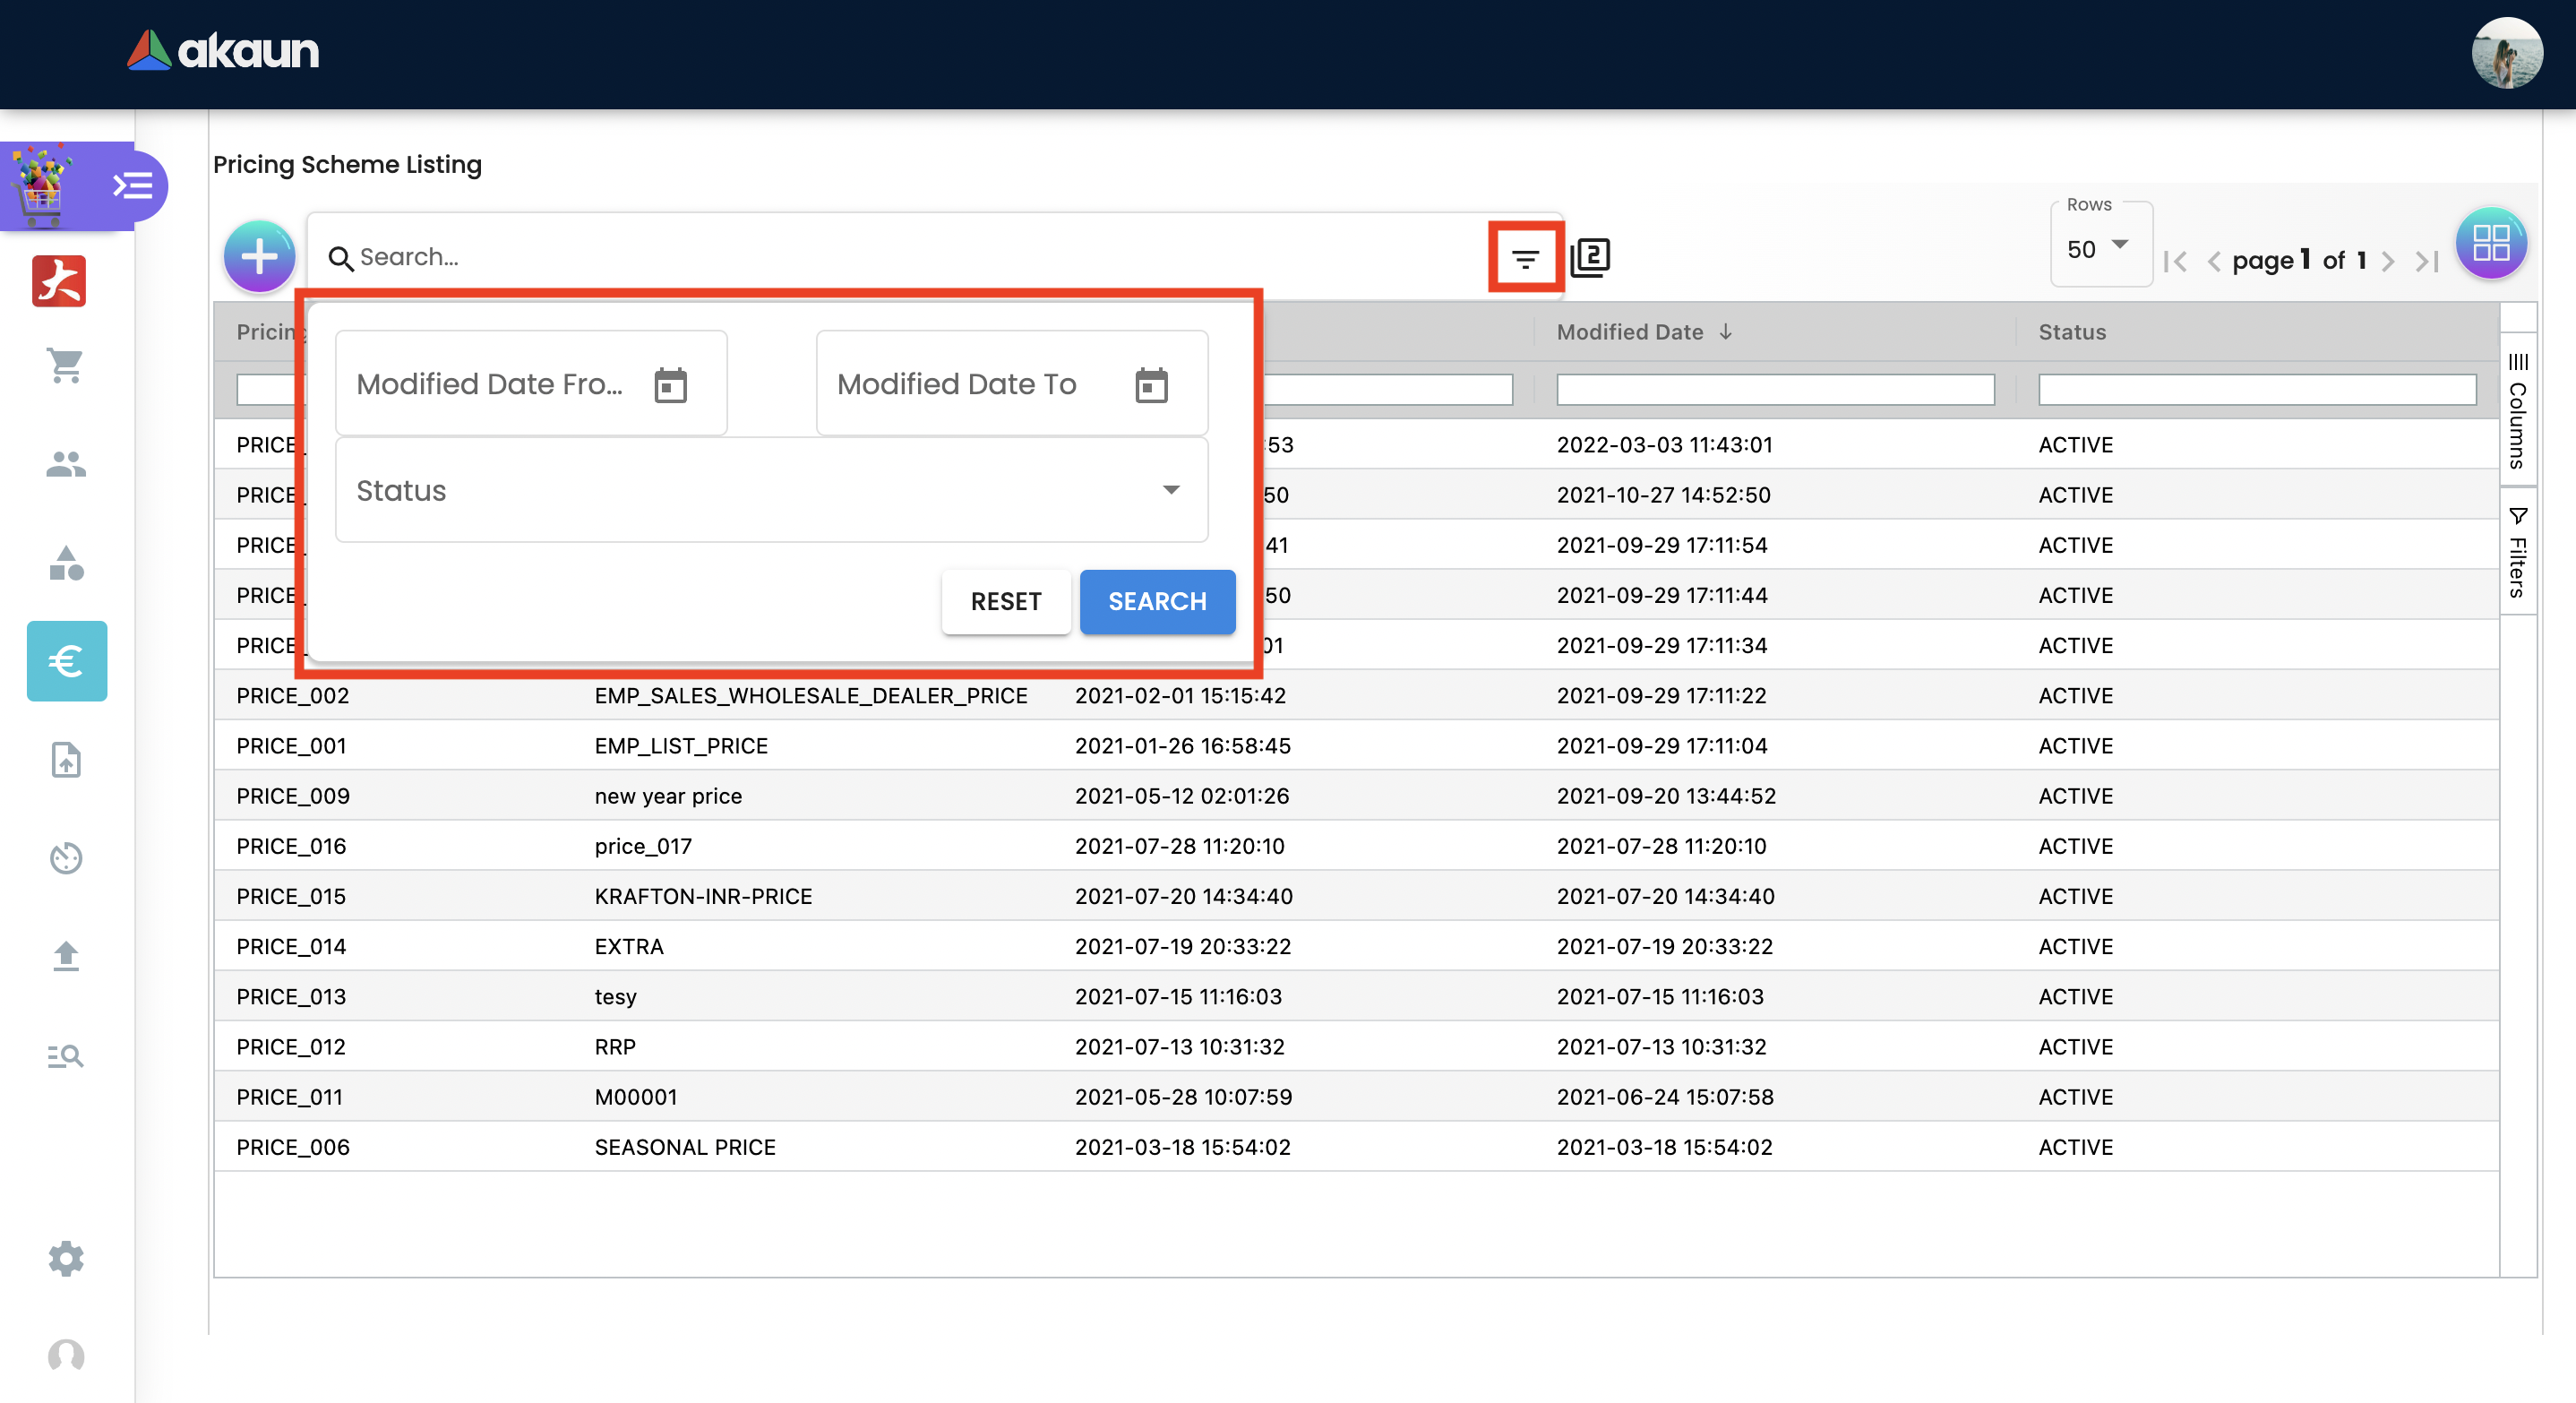 akaun
Pricing Scheme Listing
Search...
2
Rows
50
page 1 of 1
Modified Date
Status
Modified Date Fro...
Modified Date To
Status
RESET
SEARCH
Columns
Filters
PRICE_ :53 2022-03-03 11:43:01 ACTIVE
PRICE_ 50 2021-10-27 14:52:50 ACTIVE
PRICE_ 41 2021-09-29 17:11:54 ACTIVE
PRICE_ 50 2021-09-29 17:11:44 ACTIVE
PRICE_ 01 2021-09-29 17:11:34 ACTIVE
PRICE_002 EMP_SALES_WHOLESALE_DEALER_PRICE 2021-02-01 15:15:42 2021-09-29 17:11:22 ACTIVE
PRICE_001 EMP_LIST_PRICE 2021-01-26 16:58:45 2021-09-29 17:11:04 ACTIVE
PRICE_009 new year price 2021-05-12 02:01:26 2021-09-20 13:44:52 ACTIVE
PRICE_016 price_017 2021-07-28 11:20:10 2021-07-28 11:20:10 ACTIVE
PRICE_015 KRAFTON-INR-PRICE 2021-07-20 14:34:40 2021-07-20 14:34:40 ACTIVE
PRICE_014 EXTRA 2021-07-19 20:33:22 2021-07-19 20:33:22 ACTIVE
PRICE_013 tesy 2021-07-15 11:16:03 2021-07-15 11:16:03 ACTIVE
PRICE_012 RRP 2021-07-13 10:31:32 2021-07-13 10:31:32 ACTIVE
PRICE_011 M00001 2021-05-28 10:07:59 2021-06-24 15:07:58 ACTIVE
PRICE_006 SEASONAL PRICE 2021-03-18 15:54:02 2021-03-18 15:54:02 ACTIVE